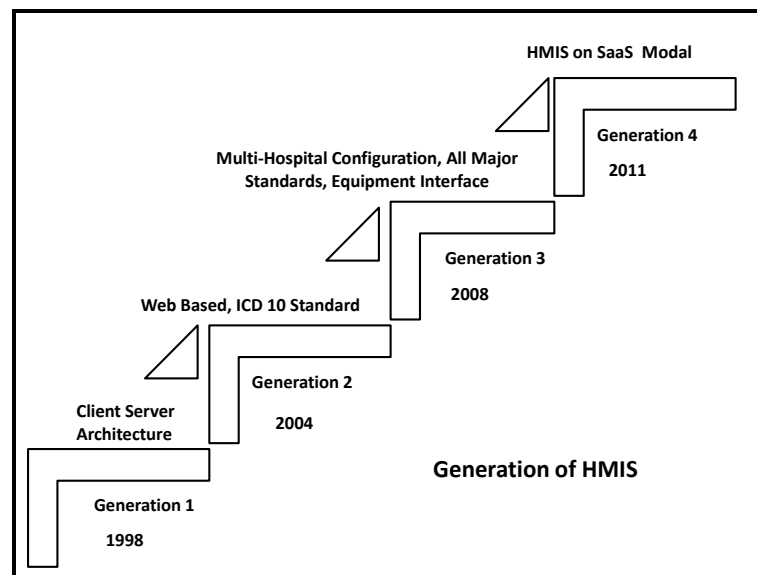 HMIS on SaaS Modal
Generation 4
2011
Multi-Hospital Configuration, All Major
Standards, Equipment Interface
Generation 3
2008
Web Based, ICD 10 Standard
Generation 2
2004
Client Server
Architecture
Generation of HMIS
Generation 1
1998